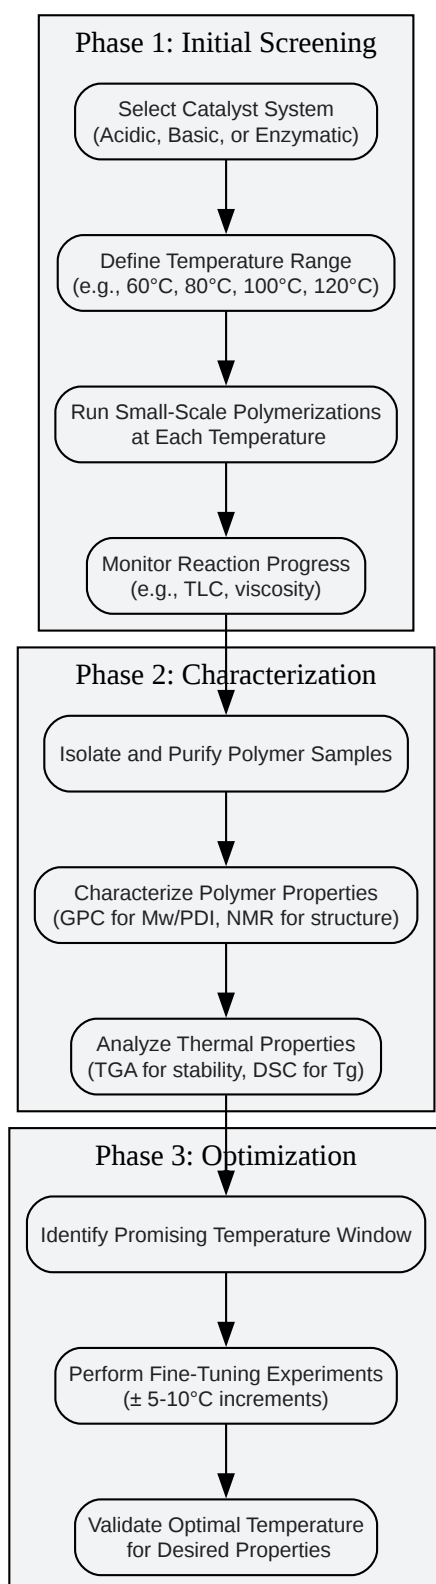 Phase 1: Initial Screening
Select Catalyst System
(Acidic, Basic, or Enzymatic)
Define Temperature Range
(e.g., 60°C, 80°C, 100°C, 120°C)
Run Small-Scale Polymerizations
at Each Temperature
Monitor Reaction Progress
(e.g., TLC, viscosity)
Phase 2: Characterization
Isolate and Purify Polymer Samples
Characterize Polymer Properties
(GPC for Mw/PDI, NMR for structure)
Analyze Thermal Properties
(TGA for stability, DSC for Tg)
Phase 3: Optimization
Identify Promising Temperature Window
Perform Fine-Tuning Experiments
(± 5-10°C increments)
Validate Optimal Temperature
for Desired Properties